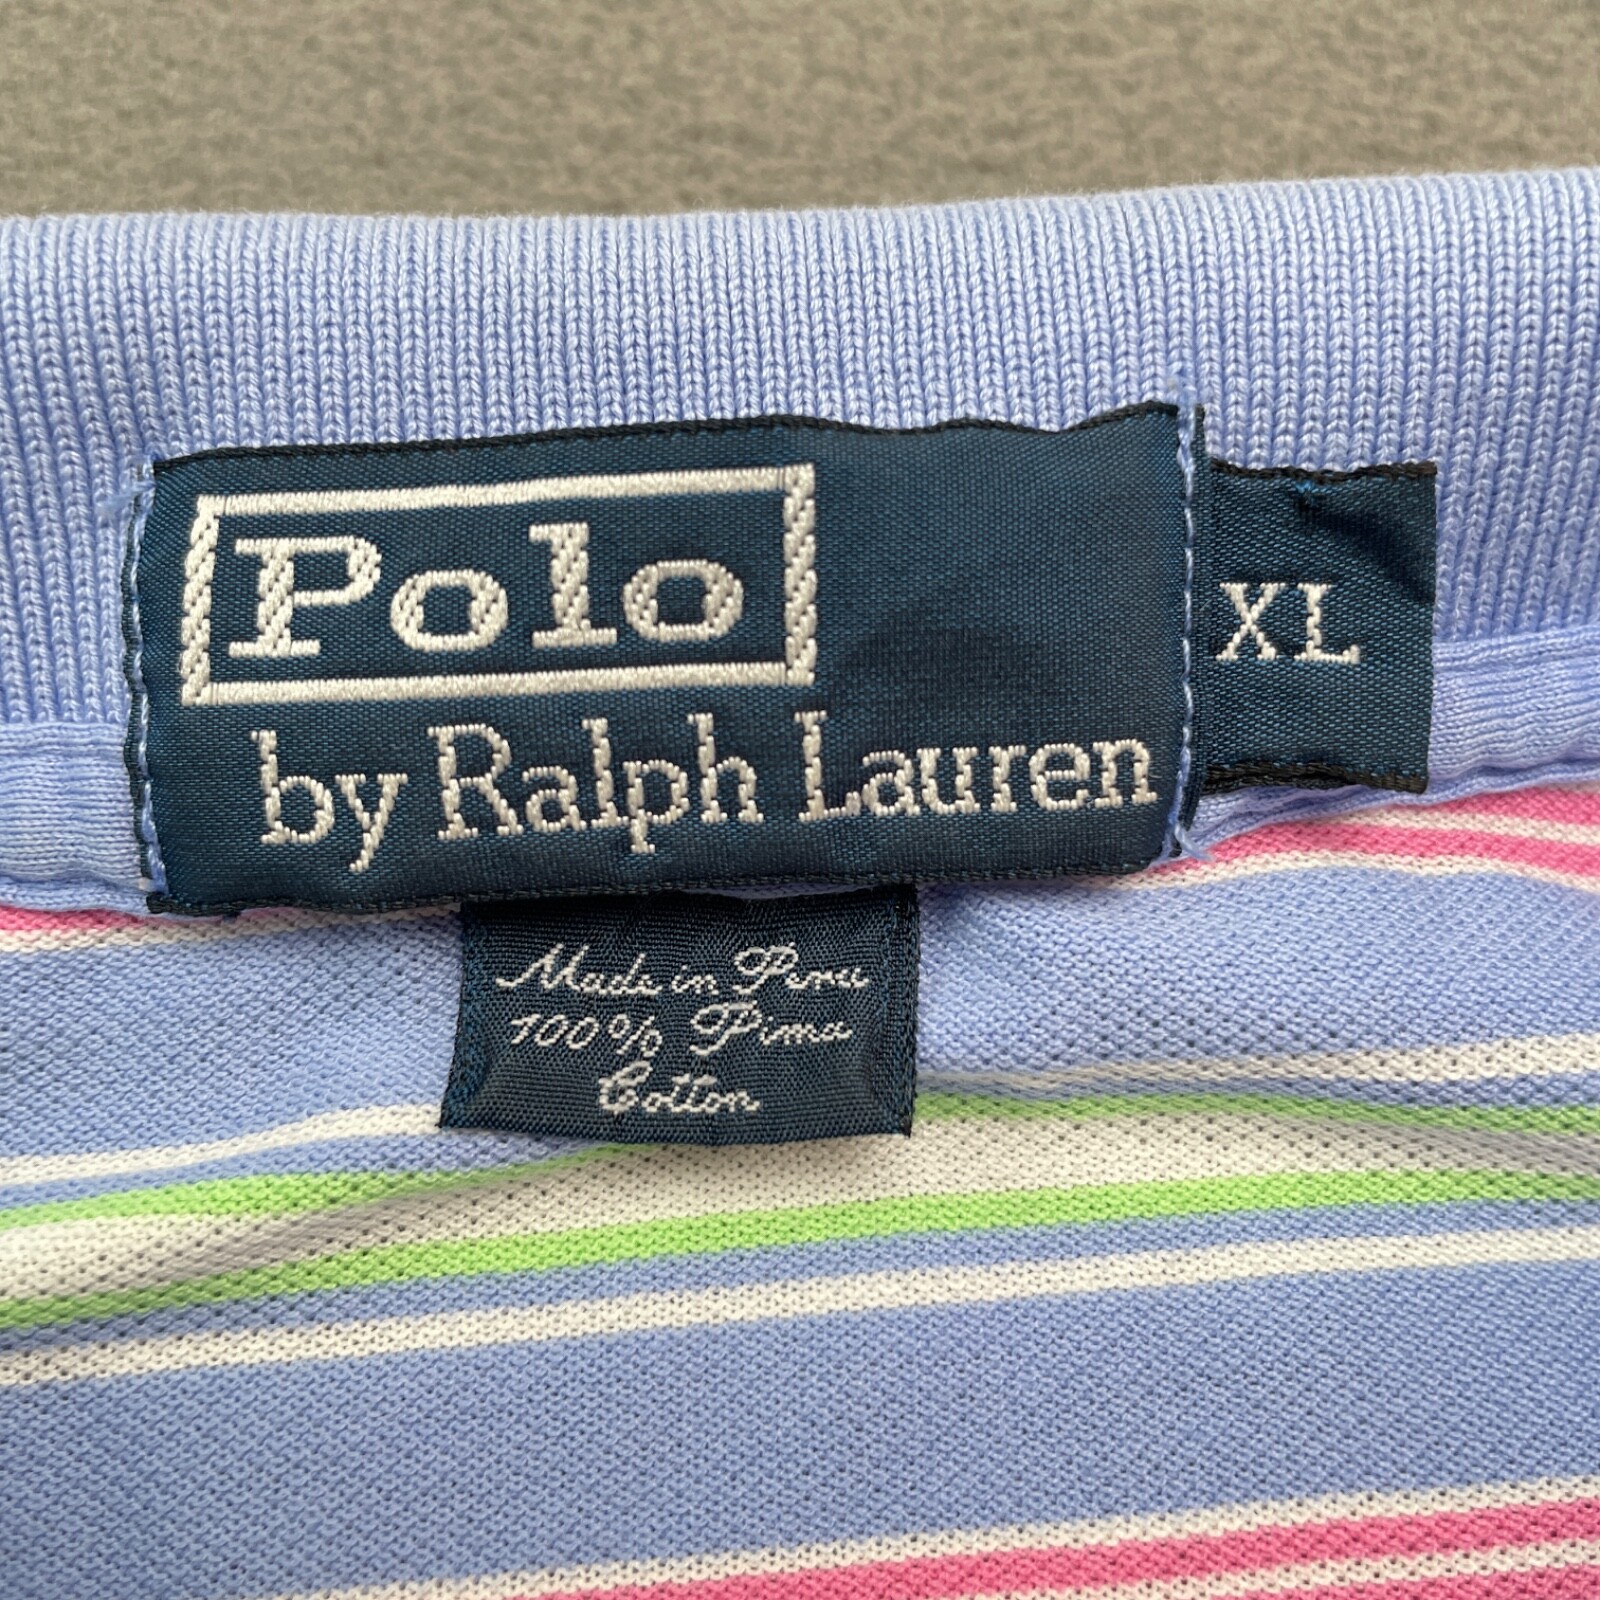 Polo
by Ralph Lauren
XL
Made in Peru
100% Pima
Cotton